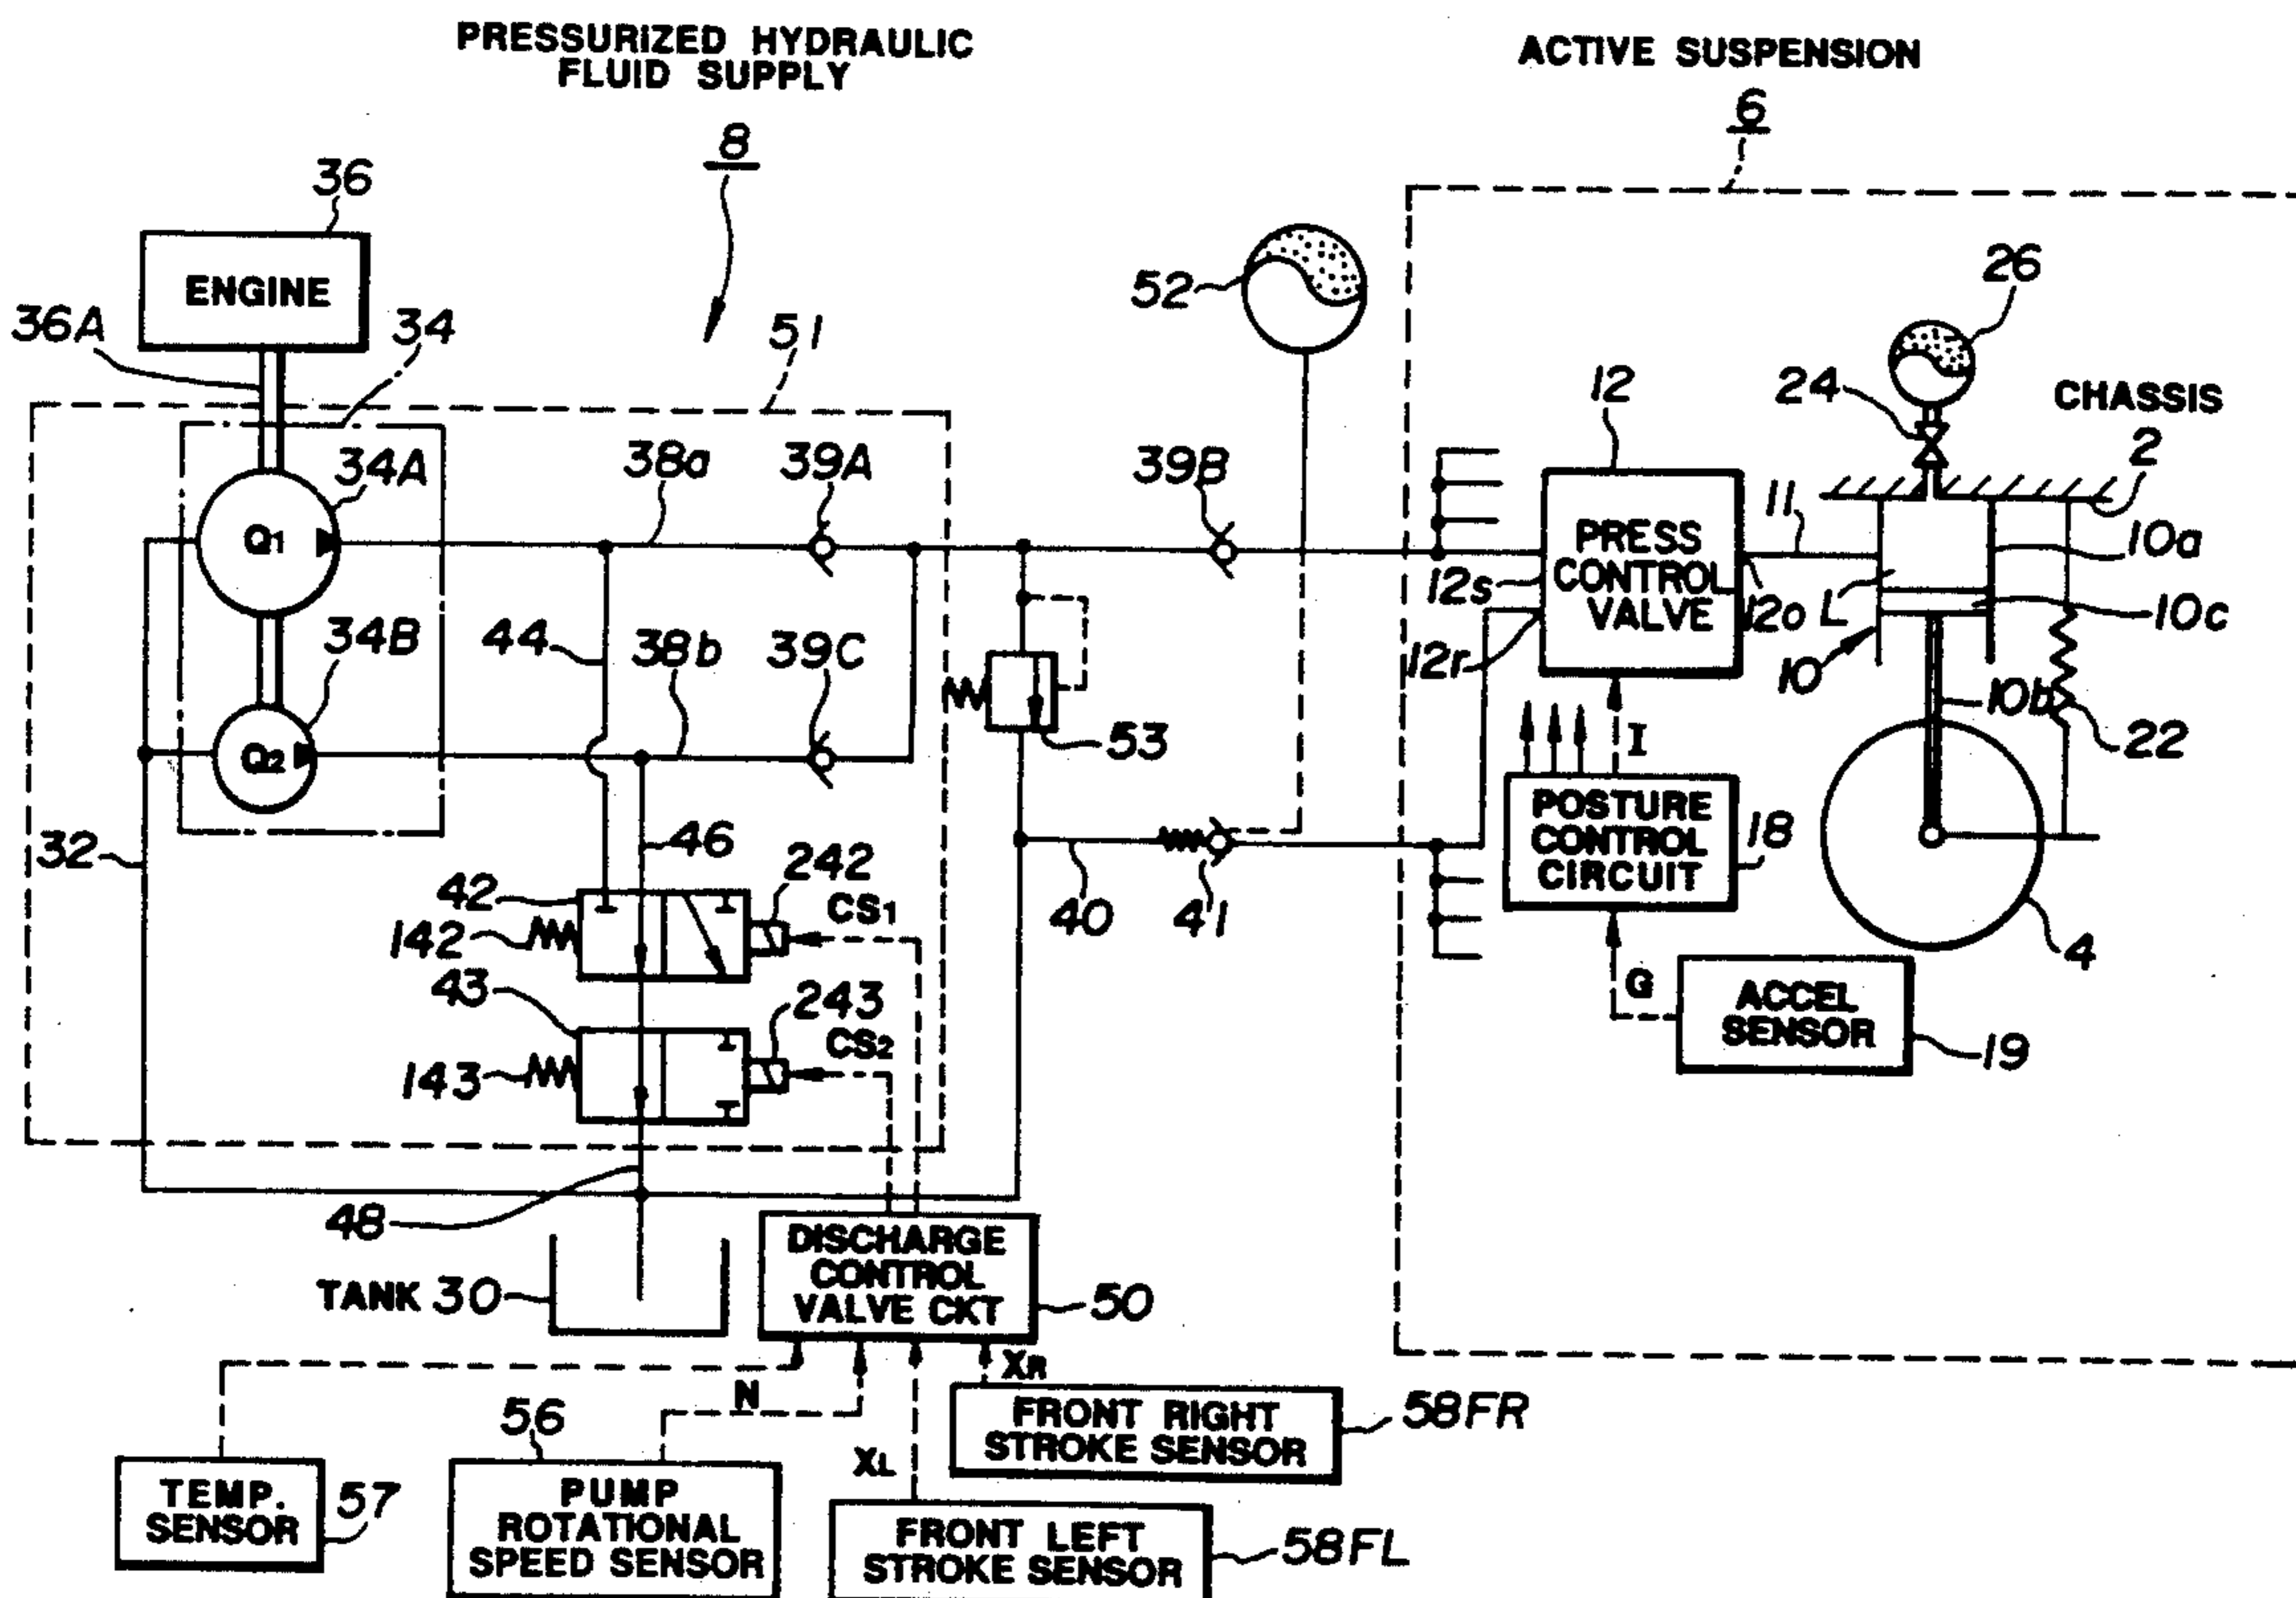 PRESSURIZED HYDRAULIC
FLUID SUPPLY
8
ACTIVE SUSPENSION
6
36
ENGINE
36A
34
51
52
26
24
CHASSIS
2
12
34A
38a
39A
39B
11
10a
Q1
PRESS
CONTROL
VALVE
12s
12o
L
10c
12r
10
34B
44
38b
39C
10b
22
Q2
53
I
32
46
242
42
CS1
142
40
41
POSTURE
CONTROL
CIRCUIT
18
4
43
243
CS2
143
G
ACCEL
SENSOR
19
48
TANK 30
DISCHARGE
CONTROL
VALVE CKT
50
N
XR
56
XL
FRONT RIGHT
STROKE SENSOR
58FR
TEMP.
SENSOR
57
PUMP
ROTATIONAL
SPEED SENSOR
FRONT LEFT
STROKE SENSOR
58FL